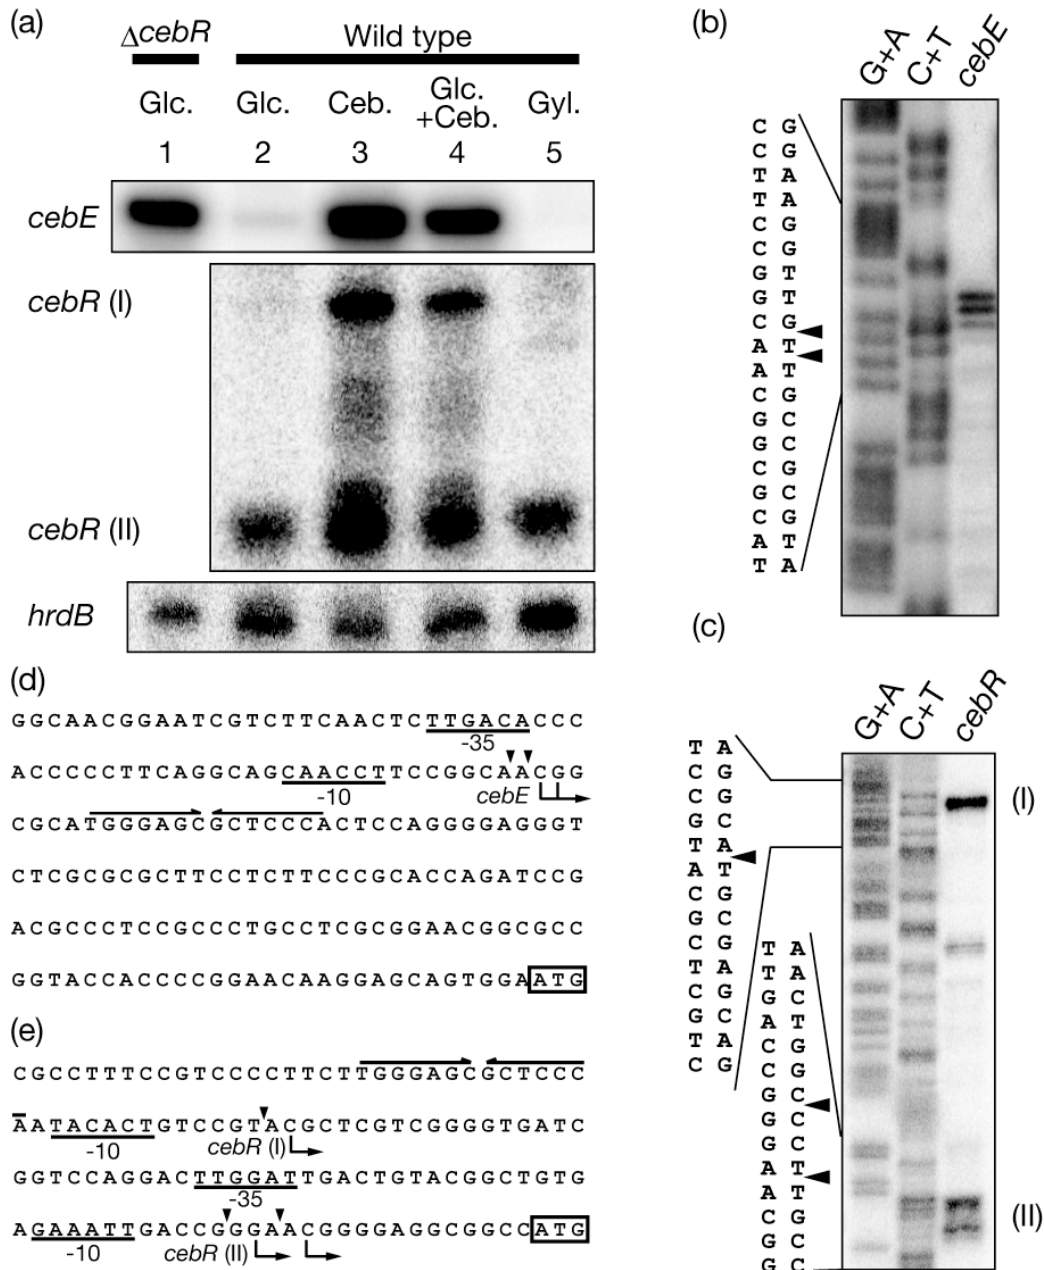 (a)
ΔcebR Wild type
Glc. Glc. Ceb. Glc. +Ceb. Gyl.
1 2 3 4 5
cebE
cebR (I)
cebR (II)
hrdB
(b)
G+A C+T cebE
C G
C G
T A
T A
C G
C G
G T
G T
C G
A T
A T
C G
G C
G C
C G
G C
C G
A T
T A
(c)
G+A C+T cebR
(I)
(II)
T A
C G
C G
G C
T A
A T
C G
G C
C G
T A
C G
G C
T A
C G
T A
T A
G C
A T
C G
C G
G C
G C
G C
A T
A T
C G
G C
G C
(d)
GGCAACGGAATCGTCTTCAACTCTTGACACCC
-35
ACCCCCTTCAGGCAGCAACCTTCCGGCAACGG
-10 cebE
CGCATGGGAGCGCTCCCACTCCAGGGGAGGGT
CTCGCGCGCTTCCTCTTCCCGCACCAGATCCG
ACGCCCTCCGCCCTGCCTCGCGGAACGGCGCC
GGTACCACCCCGGAACAAGGAGCAGTGGAATG
(e)
CGCCTTTCCGTCCCCTTCTTGGGAGCGCTCCC
AATACACTGTCCGTACGCTCGTCGGGGTGATC
-10 cebR (I)
GGTCCAGGACTTGGATTGACTGTACGGCTGTG
-35
AGAAATTGACCGGGAACGGGGAGGCGGCCATG
-10 cebR (II)